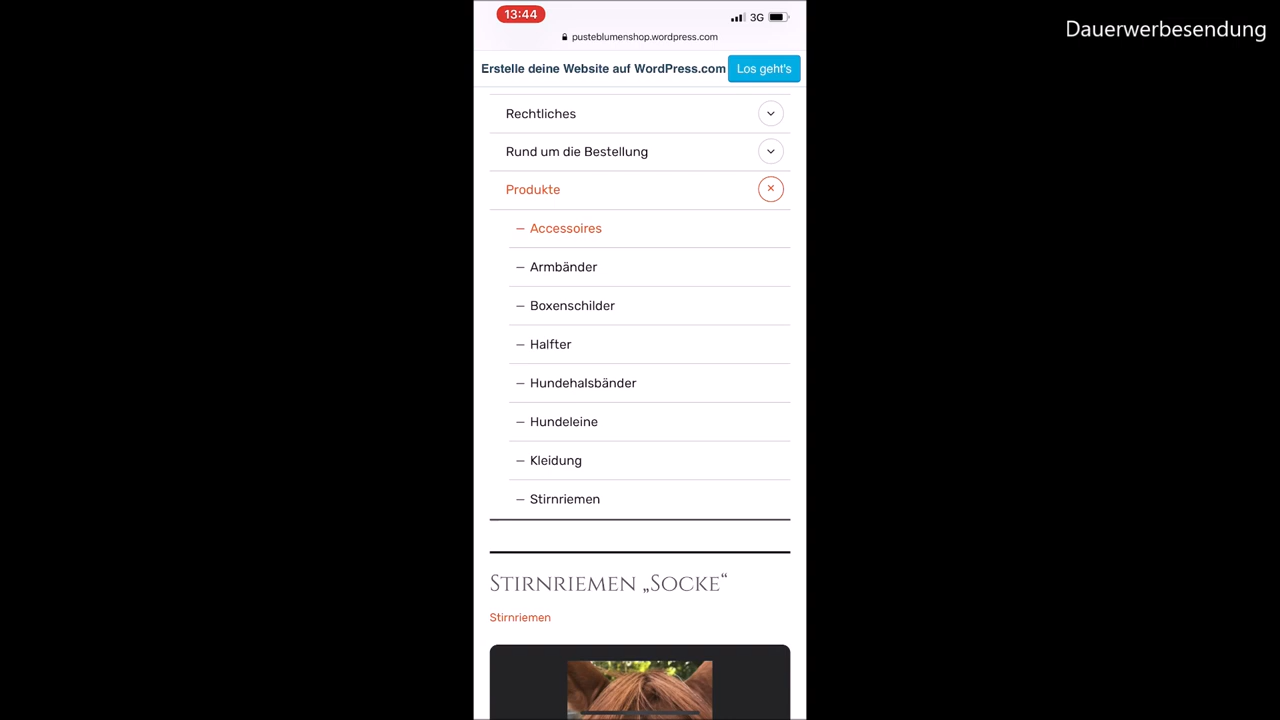 13:44
3G
Dauerwerbesendung
pusteblumenshop.wordpress.com
Erstelle deine Website auf WordPress.com Los geht's
Rechtliches
Rund um die Bestellung
Produkte
– Accessoires
– Armbänder
– Boxenschilder
– Halfter
– Hundehalsbänder
– Hundeleine
– Kleidung
– Stirnriemen
Stirnriemen „Socke“
Stirnriemen